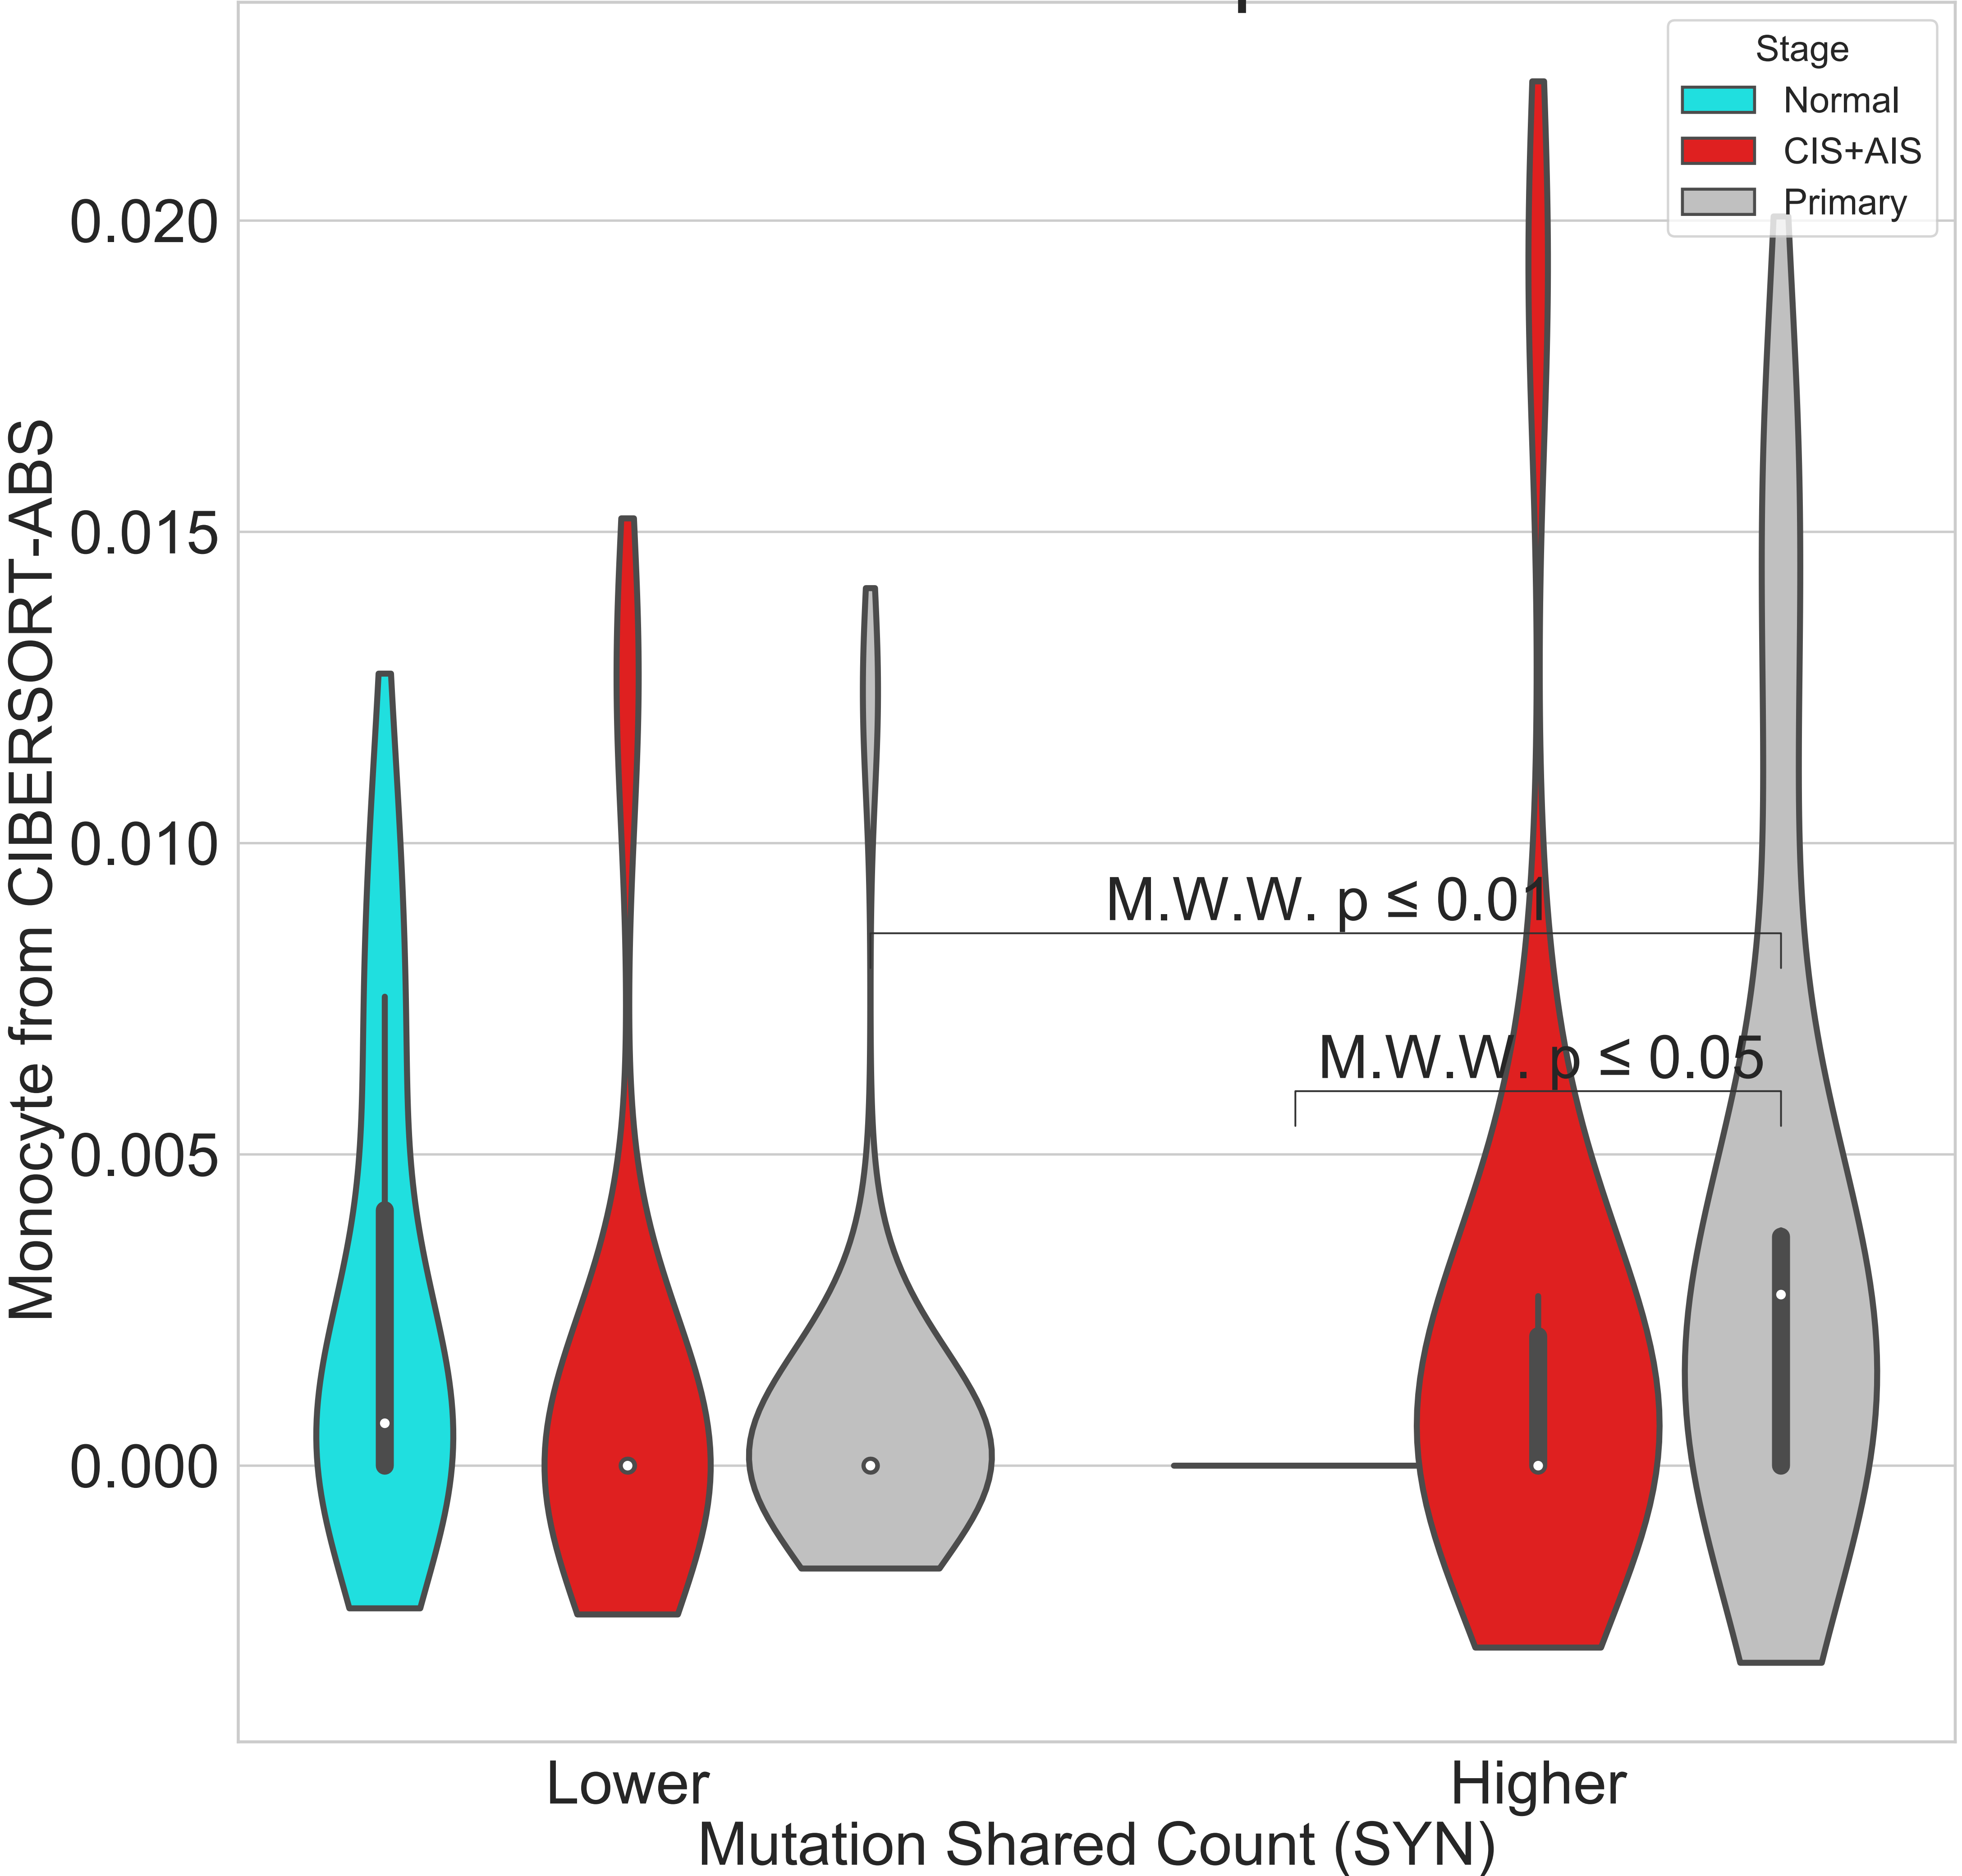 Stage
Normal
CIS+AIS
Primary
0.020
0.015
0.010
0.005
0.000
Monocyte from CIBERSORT-ABS
M.W.W. p ≤ 0.01
M.W.W. p ≤ 0.05
Lower
Higher
Mutation Shared Count (SYN)